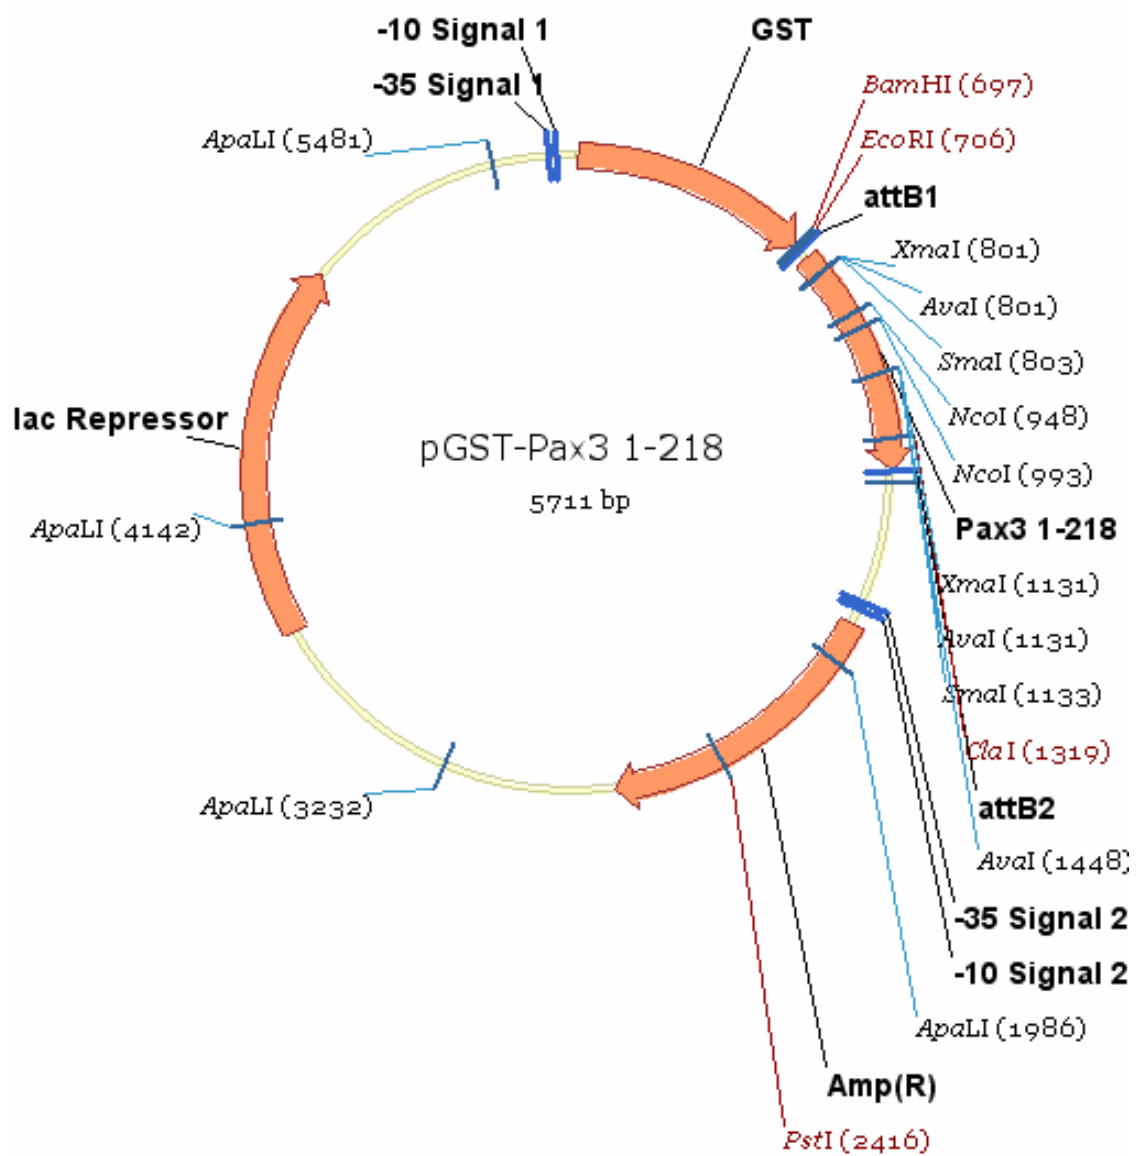 -10 Signal 1
GST
-35 Signal 1
BamHI (697)
ApaLI (5481)
EcoRI (706)
attB1
XmaI (801)
AvaI (801)
SmaI (803)
lac Repressor
NcoI (948)
pGST-Pax3 1-218
NcoI (993)
5711 bp
ApaLI (4142)
Pax3 1-218
XmaI (1131)
AvaI (1131)
SmaI (1133)
ClaI (1319)
ApaLI (3232)
attB2
AvaI (1448)
-35 Signal 2
-10 Signal 2
ApaLI (1986)
Amp(R)
PstI (2416)